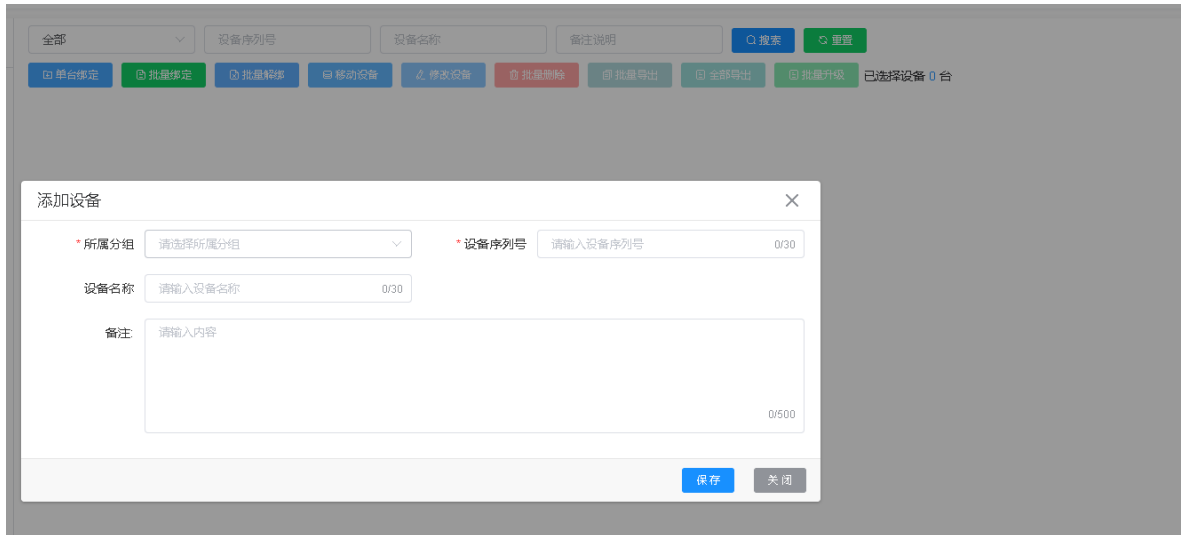 全部 设备序列号 设备名称 备注说明 搜索 重置
单台绑定 批量绑定 批量解绑 移动设备 修改设备 批量删除 批量导出 全部导出 批量升级 已选择设备 0 台
添加设备
* 所属分组 请选择所属分组 * 设备序列号 请输入设备序列号 0/30
设备名称 请输入设备名称 0/30
备注: 请输入内容
0/500
保存 关闭